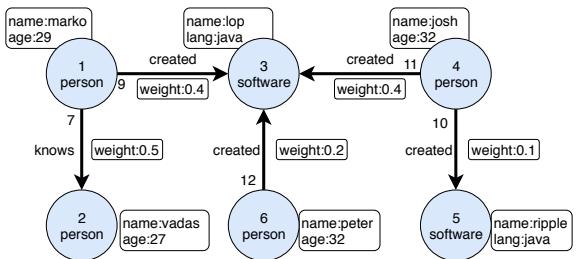 name:marko
age:29
name:lop
lang:java
name:josh
age:32
1
person
created
9
weight:0.4
3
software
created
11
weight:0.4
4
person
7
knows
weight:0.5
created
weight:0.2
12
10
created
weight:0.1
2
person
name:vadas
age:27
6
person
name:peter
age:32
5
software
name:ripple
lang:java